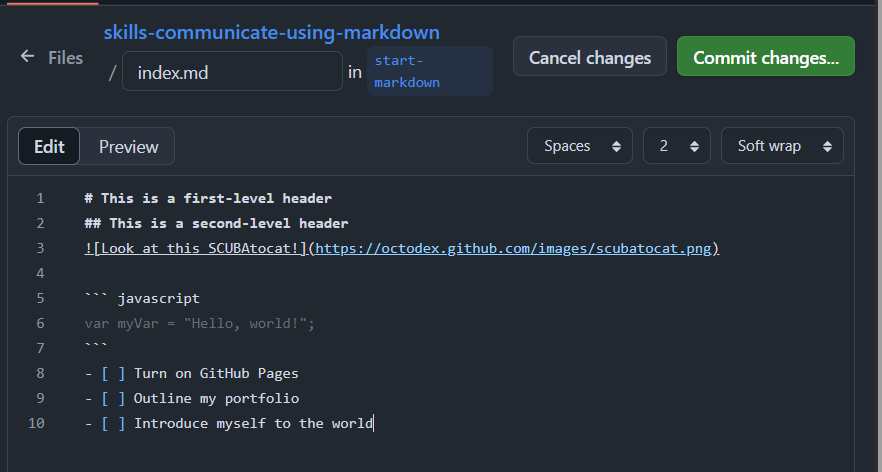 skills-communicate-using-markdown
← Files / index.md in start-
markdown
Cancel changes
Commit changes...
Edit Preview Spaces 2 Soft wrap
1 # This is a first-level header
2 ## This is a second-level header
3 ![Look at this SCUBAtocat!](https://octodex.github.com/images/scubatocat.png)
4
5 ``` javascript
6 var myVar = "Hello, world!";
7 ```
8 - [ ] Turn on GitHub Pages
9 - [ ] Outline my portfolio
10 - [ ] Introduce myself to the world